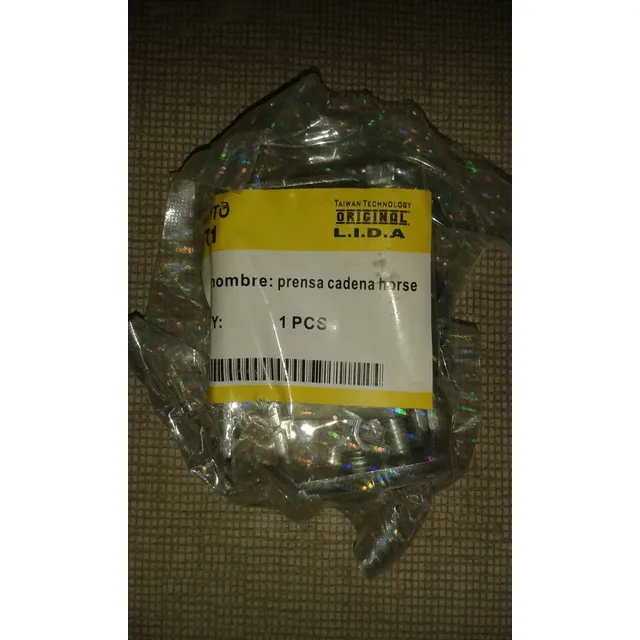 TAIWAN TECHNOLOGY
ORIGINAL
L.I.D.A
nombre: prensa cadena horse
Y: 1 PCS